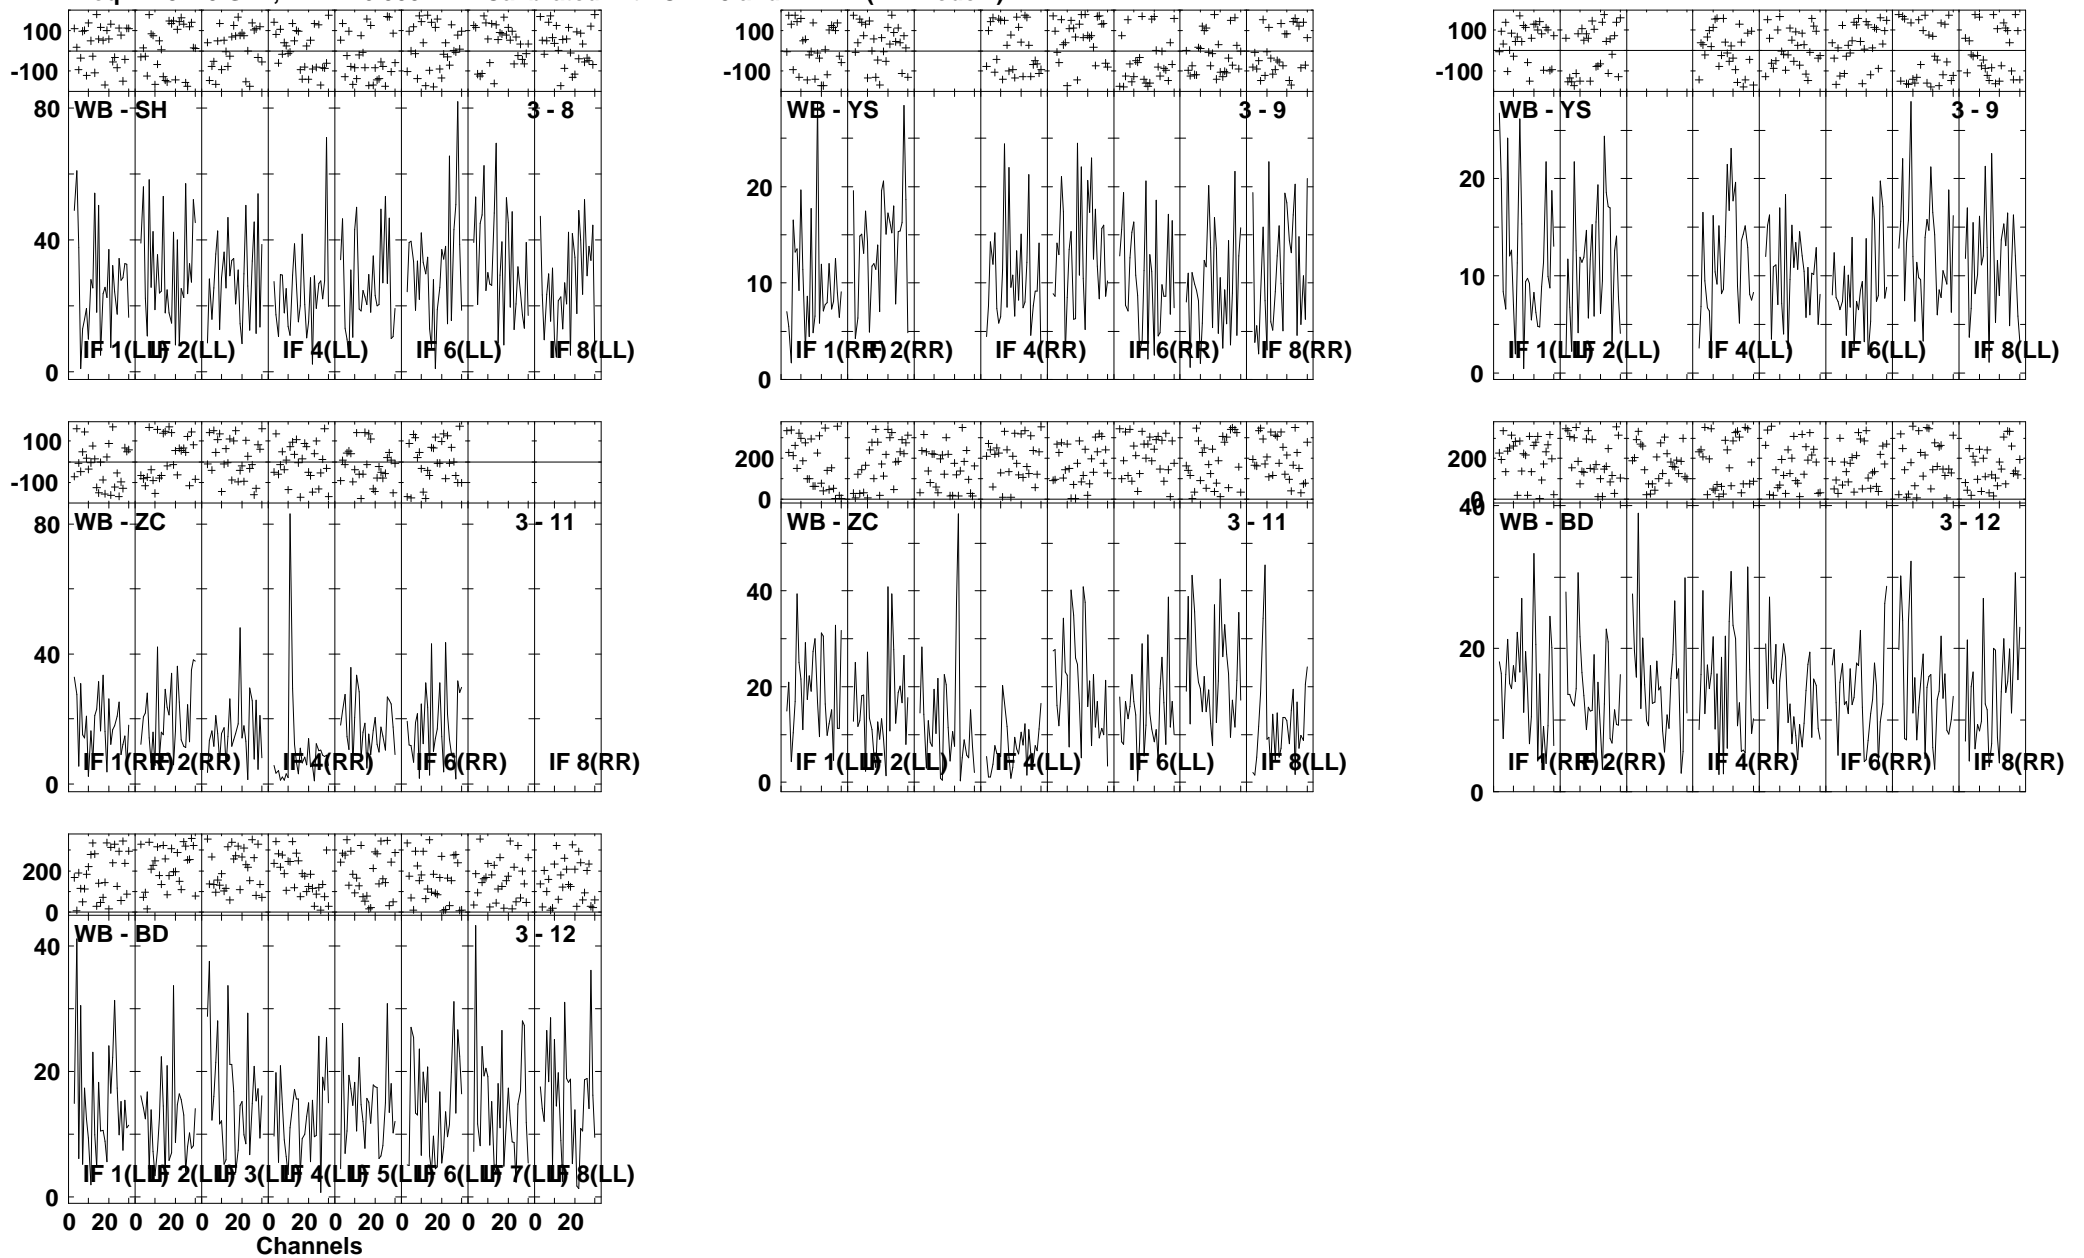 100 100 100
-100 -100 -100
80 WB - SH 3 - 8 WB - YS 3 - 9 WB - YS 3 - 9
20 20
40
10 10
IF 1(LL) IF 2(LL) IF 4(LL) IF 6(LL) IF 8(LL) IF 1(RR) IF 2(RR) IF 4(RR) IF 6(RR) IF 8(RR) IF 1(LL) IF 2(LL) IF 4(LL) IF 6(LL) IF 8(LL)
0 0 0
100 200 200
-100 0 0
80 WB - ZC 3 - 11 WB - ZC 3 - 11 40 WB - BD 3 - 12
40 40 20
20
IF 1(RR) IF 2(RR) IF 4(RR) IF 6(RR) IF 8(RR) IF 1(LL) IF 2(LL) IF 4(LL) IF 6(LL) IF 8(LL) IF 1(RR) IF 2(RR) IF 4(RR) IF 6(RR) IF 8(RR)
0 0 0
200
0
40 WB - BD 3 - 12
20
IF 1(LL) IF 2(LL) IF 3(LL) IF 4(LL) IF 5(LL) IF 6(LL) IF 7(LL) IF 8(LL)
0
0 20 0 20 0 20 0 20 0 20 0 20 0 20 0 20
Channels